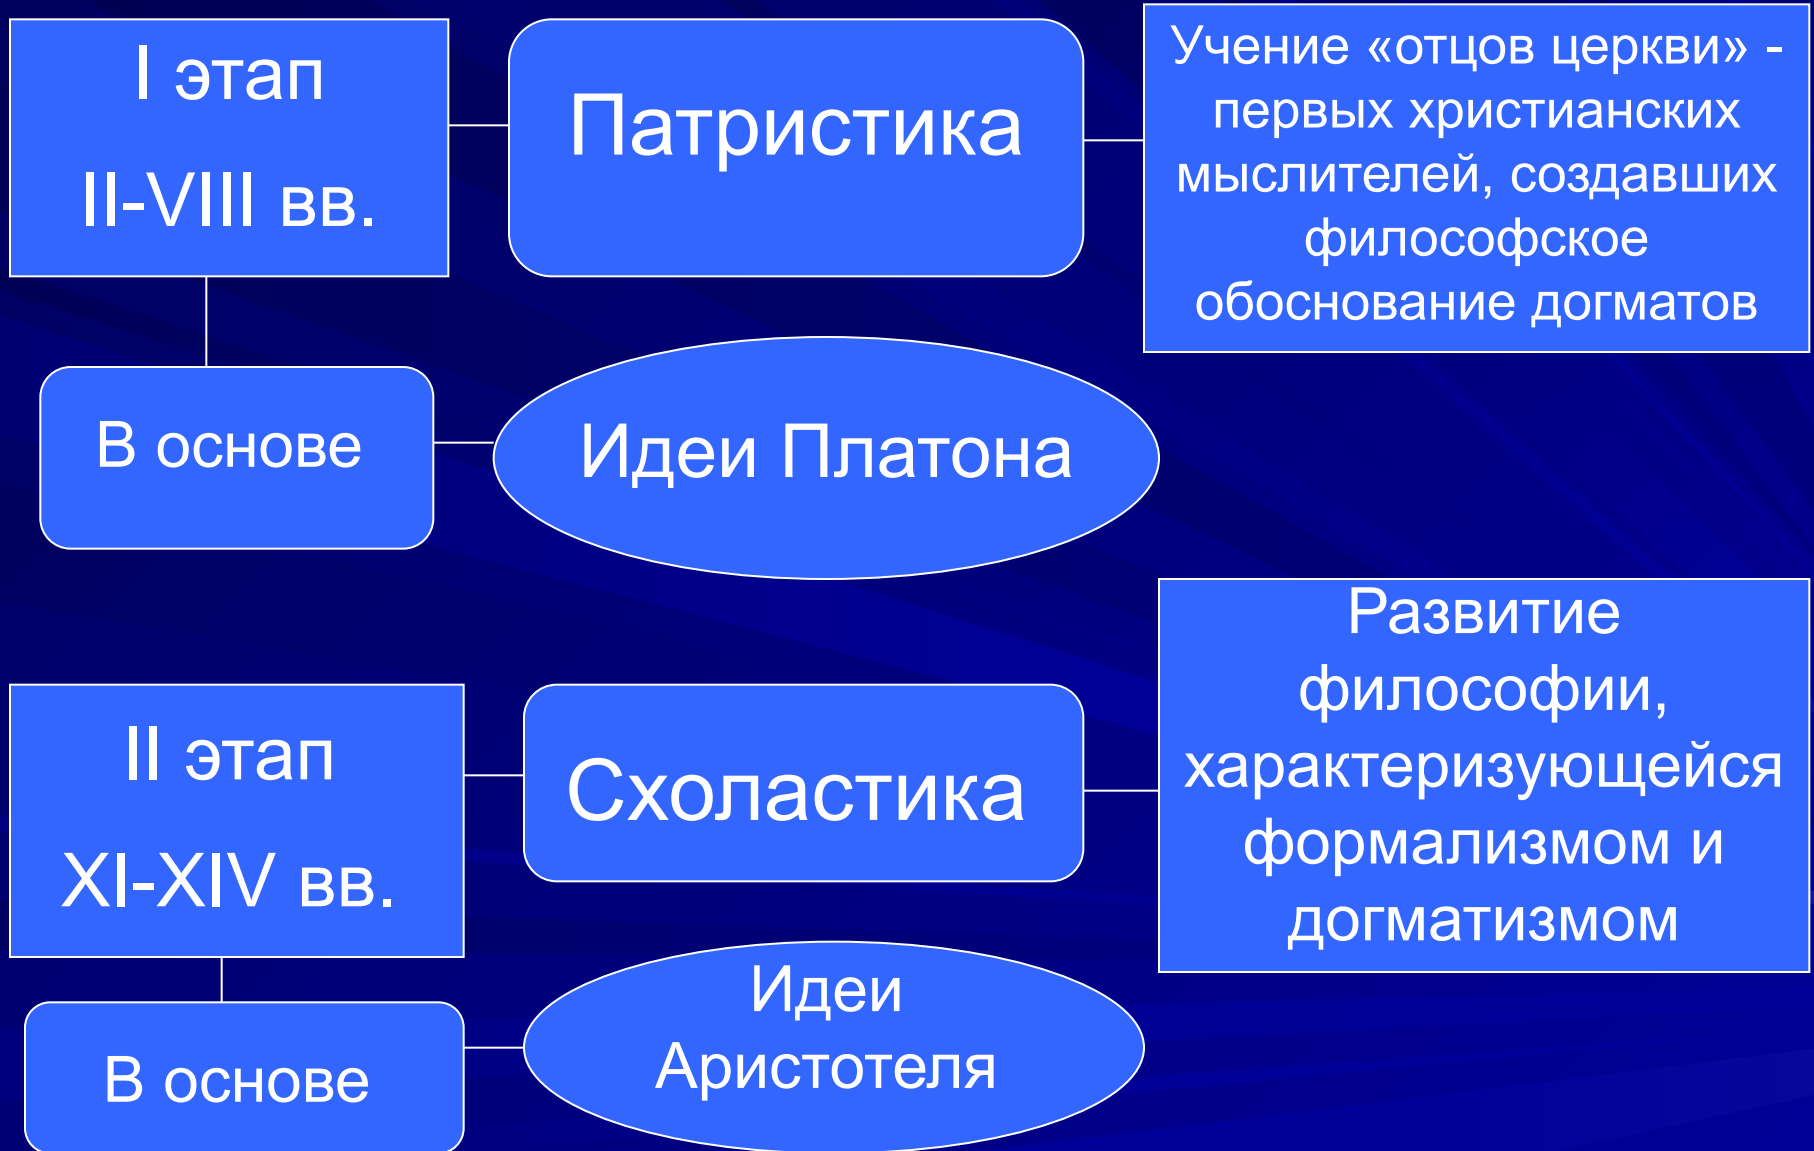 I этап
II-VIII вв.
Патристика
Учение «отцов церкви» -
первых христианских
мыслителей, создавших
философское
обоснование догматов
В основе
Идеи Платона
II этап
XI-XIV вв.
Схоластика
Развитие
философии,
характеризующейся
формализмом и
догматизмом
В основе
Идеи
Аристотеля